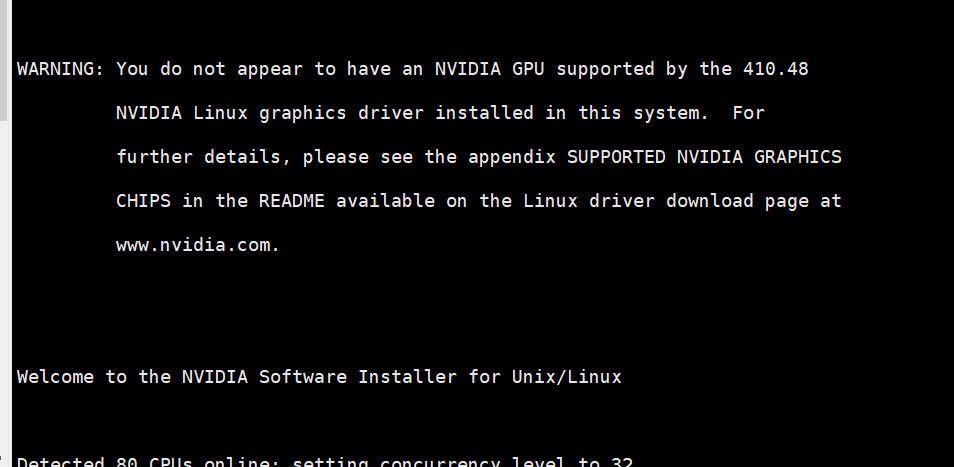 WARNING: You do not appear to have an NVIDIA GPU supported by the 410.48
NVIDIA Linux graphics driver installed in this system.  For
further details, please see the appendix SUPPORTED NVIDIA GRAPHICS
CHIPS in the README available on the Linux driver download page at
www.nvidia.com.
Welcome to the NVIDIA Software Installer for Unix/Linux
Detected 80 CPUs online; setting concurrency level to 32.